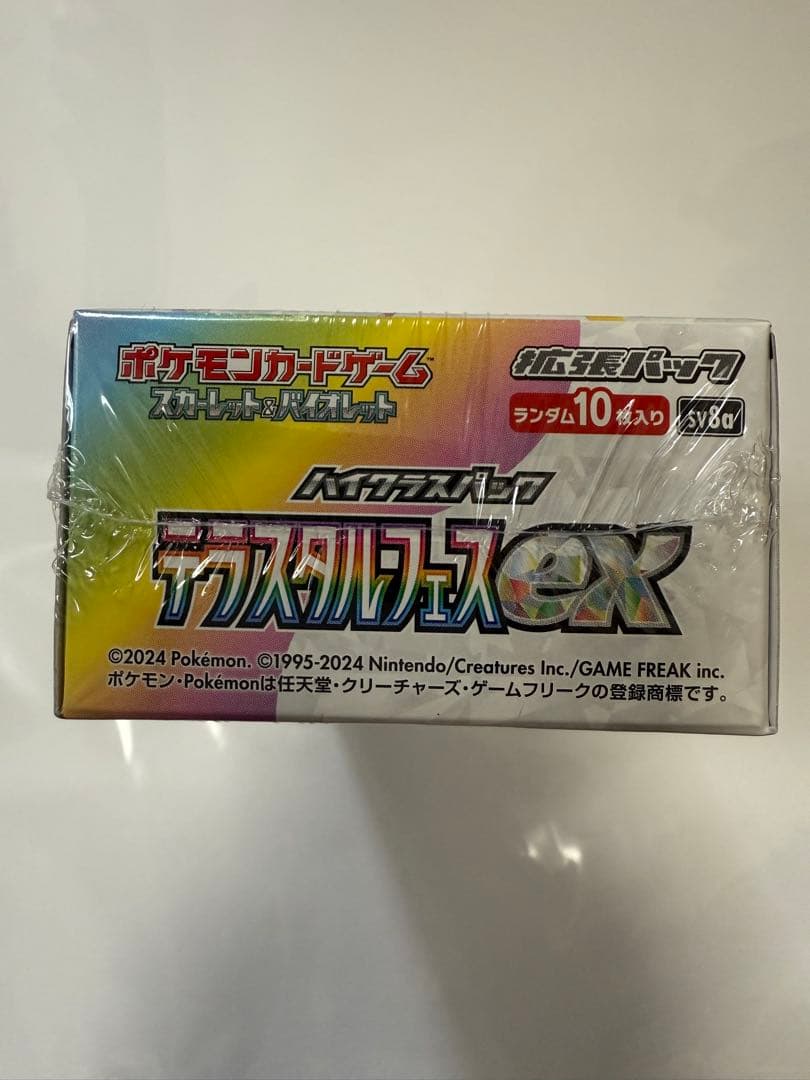 ポケモンカードゲーム™
スカーレット&バイオレット
拡張パック
ランダム10枚入り sv8a
ハイクラスパック
テラスタルフェスex
©2024 Pokémon. ©1995-2024 Nintendo/Creatures Inc./GAME FREAK inc.
ポケモン・Pokémonは任天堂・クリーチャーズ・ゲームフリークの登録商標です。